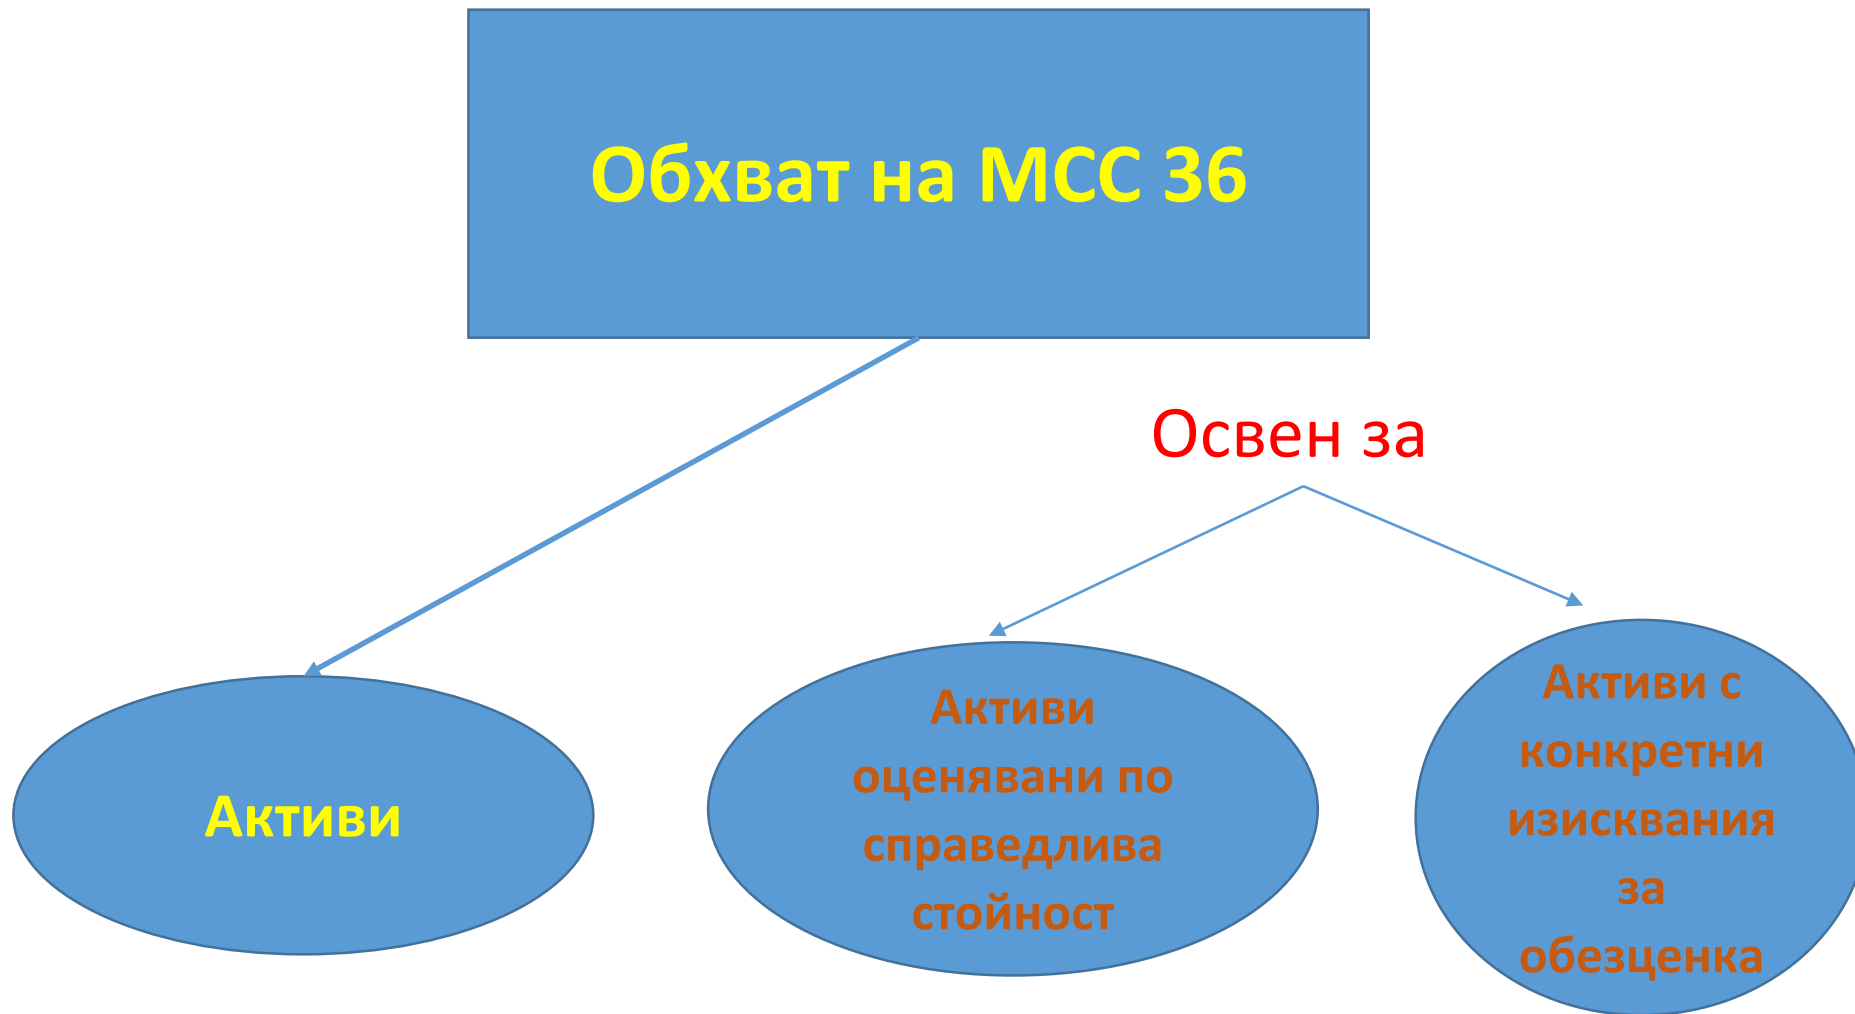 Обхват на МСС 36
Освен за
Активи
Активи
оценявани по
справедлива
стойност
Активи с
конкретни
изисквания
за
обезценка